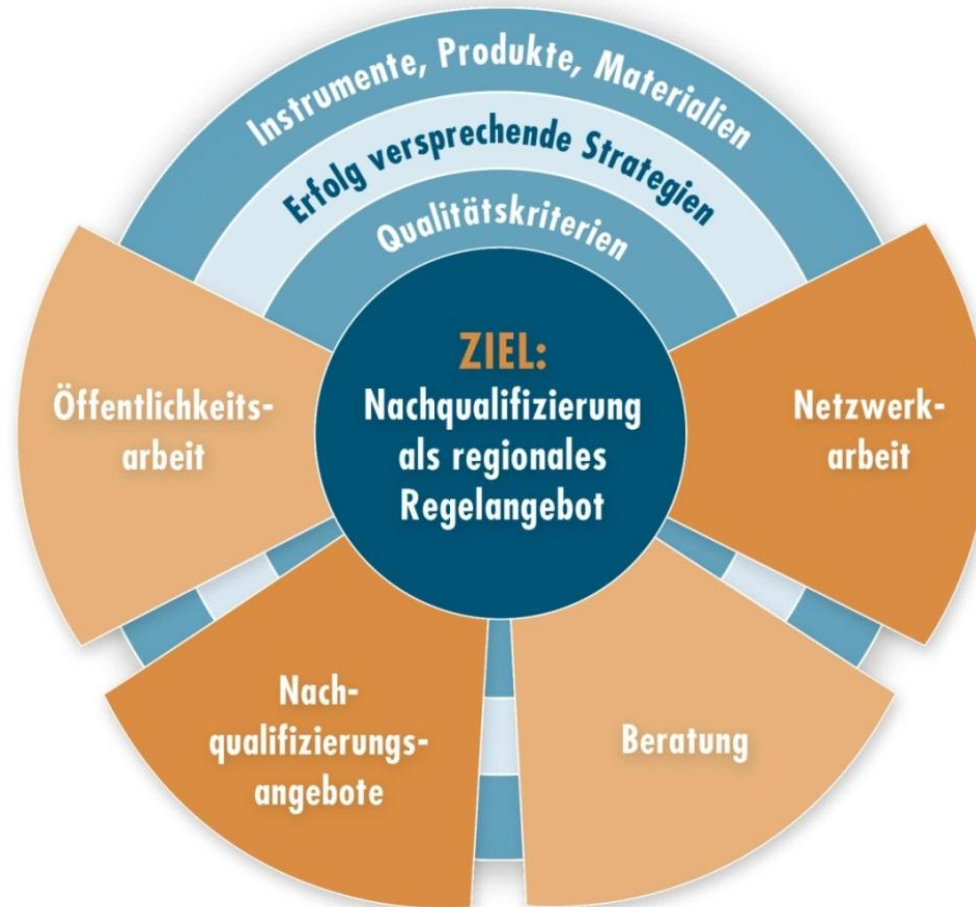 Instrumente, Produkte, Materialien
Erfolg versprechende Strategien
Qualitätskriterien
ZIEL:
Nachqualifizierung
als regionales
Regelangebot
Öffentlichkeits-
arbeit
Netzwerk-
arbeit
Nach-
qualifizierungs-
angebote
Beratung